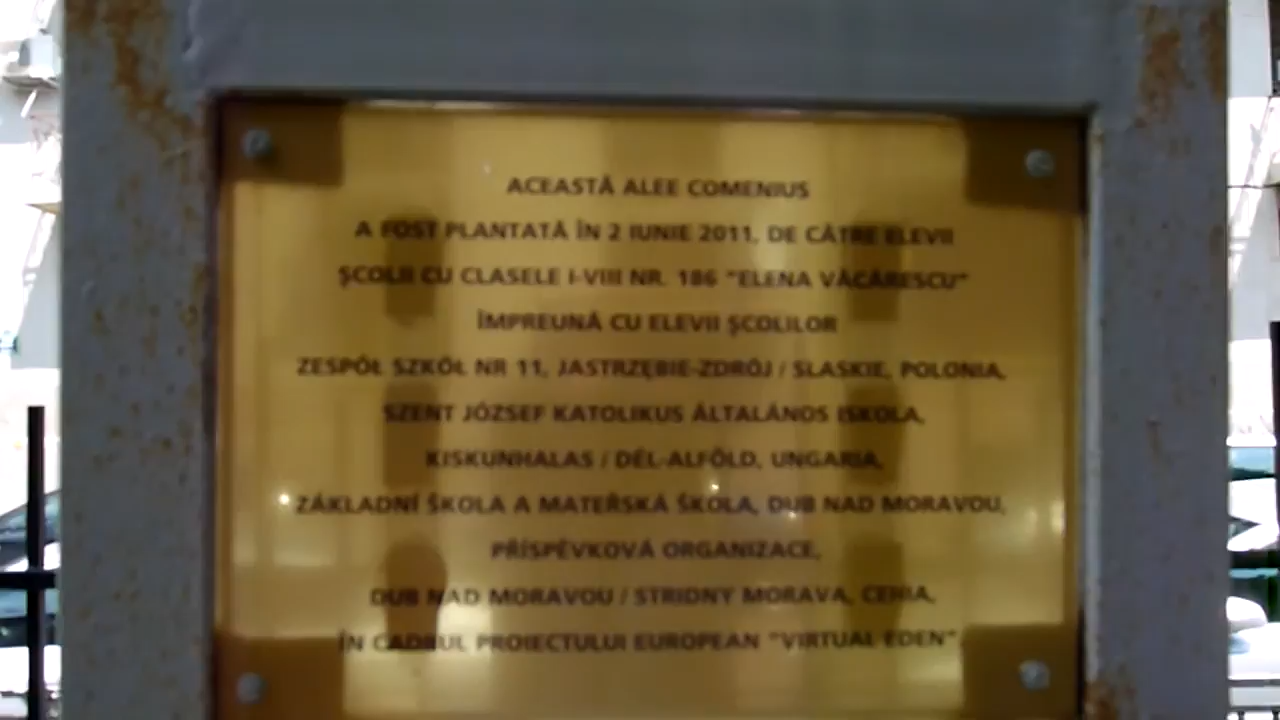 ACEASTĂ ALEE COMENIUS
A FOST PLANTATĂ ÎN 2 IUNIE 2011, DE CĂTRE ELEVII
ŞCOLII CU CLASELE I-VIII NR. 186 "ELENA VĂCĂRESCU"
ÎMPREUNĂ CU ELEVII ŞCOLILOR
ZESPÓŁ SZKÓŁ NR 11, JASTRZĘBIE-ZDRÓJ / SLASKIE, POLONIA,
SZENT JÓZSEF KATOLIKUS ÁLTALÁNOS ISKOLA,
KISKUNHALAS / DÉL-ALFÖLD, UNGARIA,
ZÁKLADNÍ ŠKOLA A MATEŘSKÁ ŠKOLA, DUB NAD MORAVOU,
PŘÍSPĚVKOVÁ ORGANIZACE,
DUB NAD MORAVOU / STRIDNY MORAVA, CEHIA,
ÎN CADRUL PROIECTULUI EUROPEAN "VIRTUAL EDEN"